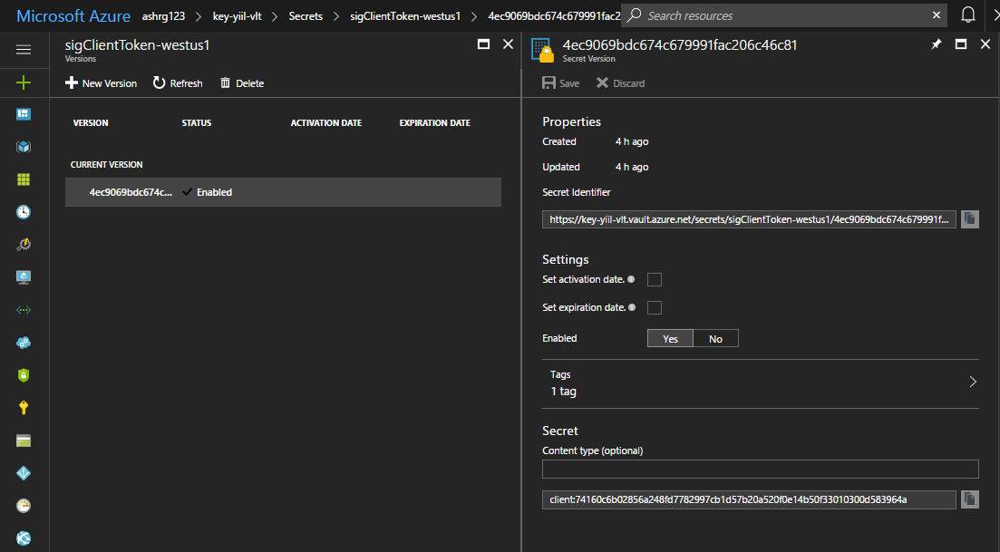 Microsoft Azure ashrg123 > key-yiil-vlt > Secrets > sigClientToken-westus1 > 4ec9069bdc674c679991fac2
Search resources
sigClientToken-westus1
Versions
New Version Refresh Delete
VERSION STATUS ACTIVATION DATE EXPIRATION DATE
CURRENT VERSION
4ec9069bdc674c... Enabled
4ec9069bdc674c679991fac206c46c81
Secret Version
Save Discard
Properties
Created 4 h ago
Updated 4 h ago
Secret Identifier
https://key-yiil-vlt.vault.azure.net/secrets/sigClientToken-westus1/4ec9069bdc674c679991f...
Settings
Set activation date.
Set expiration date.
Enabled Yes No
Tags
1 tag
Secret
Content type (optional)
client:74160c6b02856a248fd7782997cb1d57b20a520f0e14b50f33010300d583964a